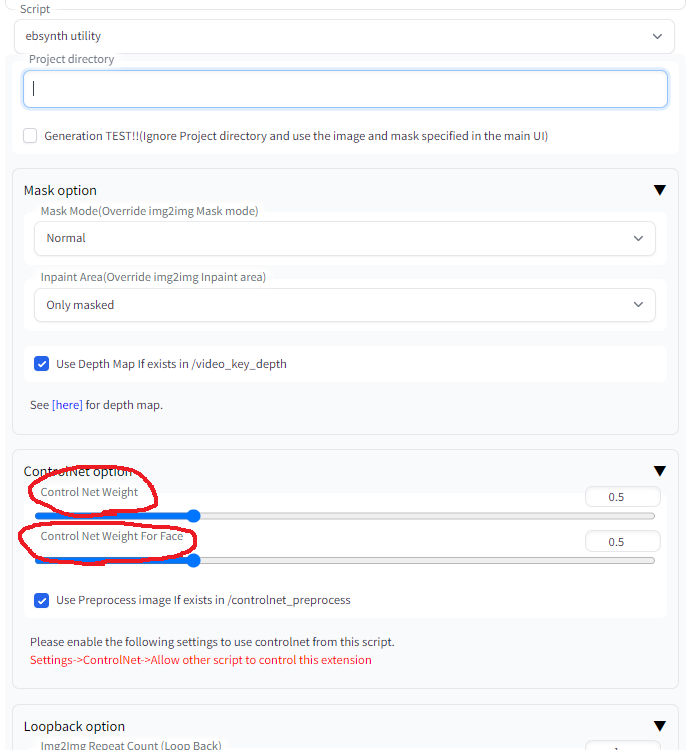 Script
ebsynth utility
Project directory
Generation TEST!!(Ignore Project directory and use the image and mask specified in the main UI)
Mask option
Mask Mode(Override img2img Mask mode)
Normal
Inpaint Area(Override img2img Inpaint area)
Only masked
Use Depth Map If exists in /video_key_depth
See [here] for depth map.
ControlNet option
Control Net Weight
0.5
Control Net Weight For Face
0.5
Use Preprocess image If exists in /controlnet_preprocess
Please enable the following settings to use controlnet from this script.
Settings->ControlNet->Allow other script to control this extension
Loopback option
Img2Img Repeat Count (Loop Back)